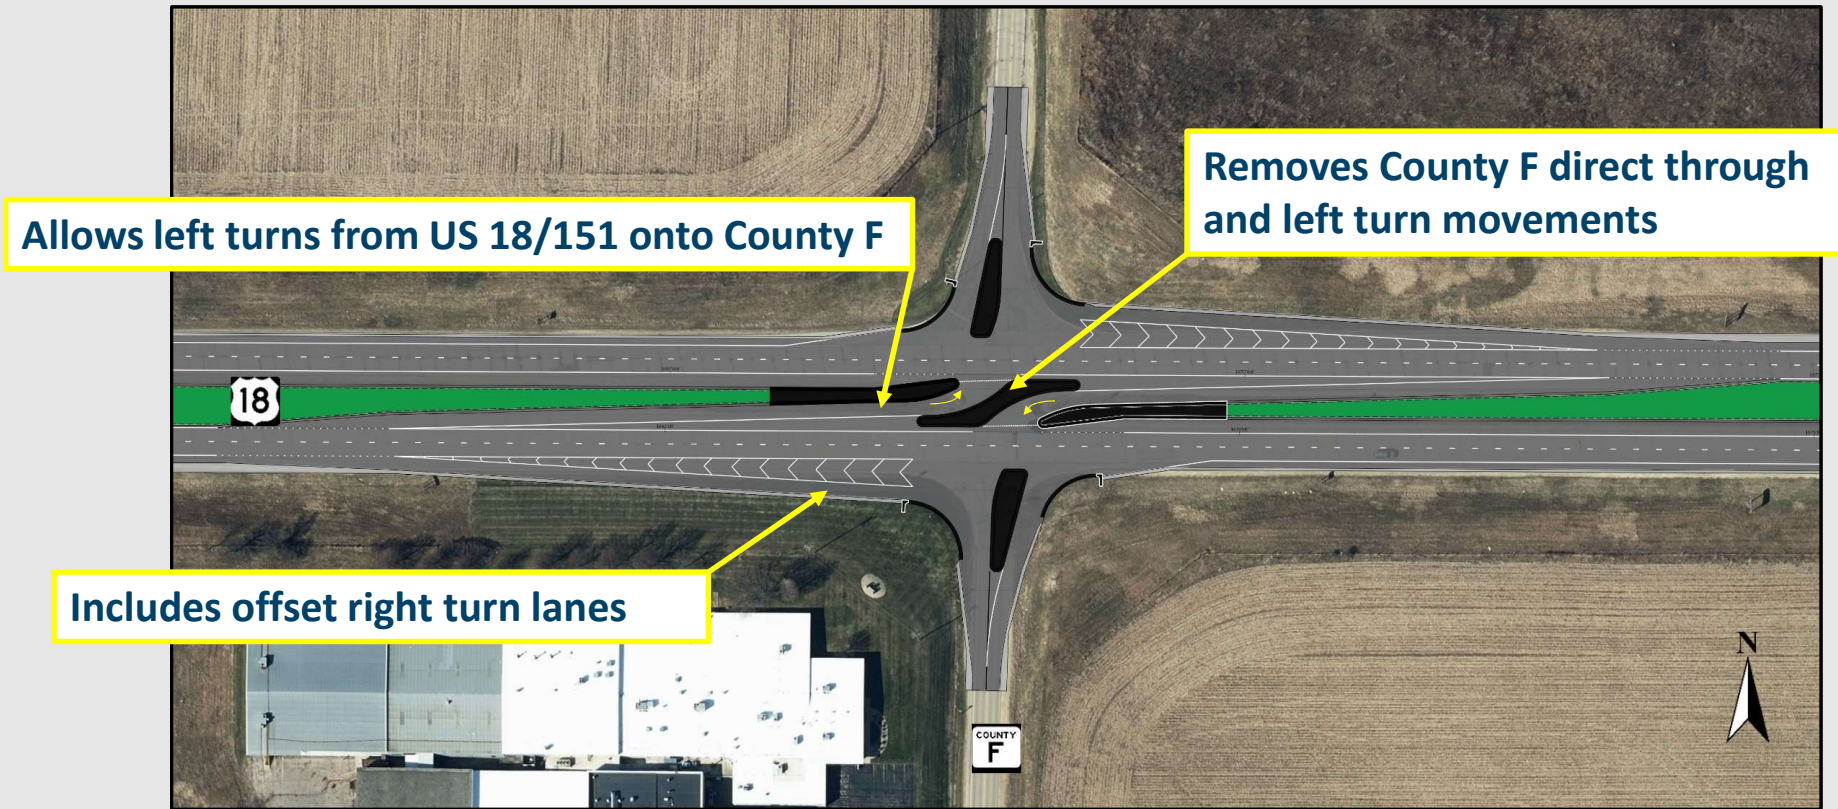 Removes County F direct through
and left turn movements
Allows left turns from US 18/151 onto County F
18
Includes offset right turn lanes
N
COUNTY
F